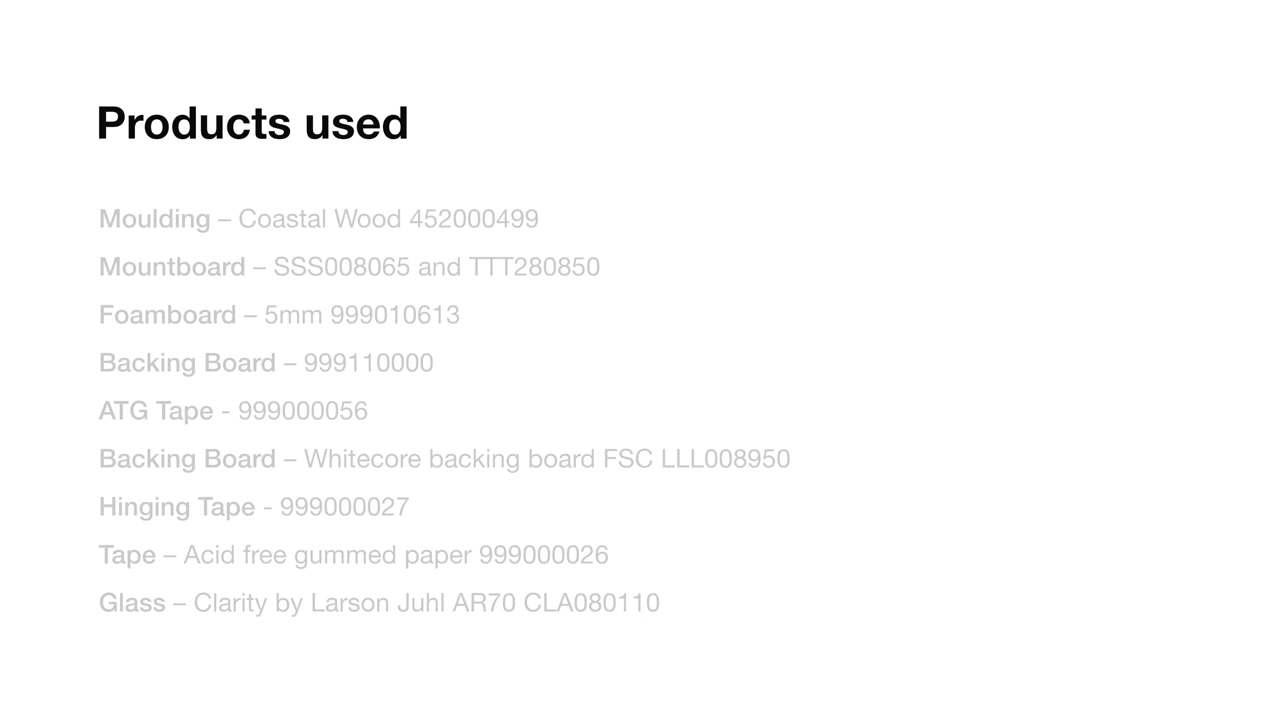 Products used
Moulding – Coastal Wood 452000499
Mountboard – SSS008065 and TTT280850
Foamboard – 5mm 999010613
Backing Board – 999110000
ATG Tape - 999000056
Backing Board – Whitecore backing board FSC LLL008950
Hinging Tape - 999000027
Tape – Acid free gummed paper 999000026
Glass – Clarity by Larson Juhl AR70 CLA080110